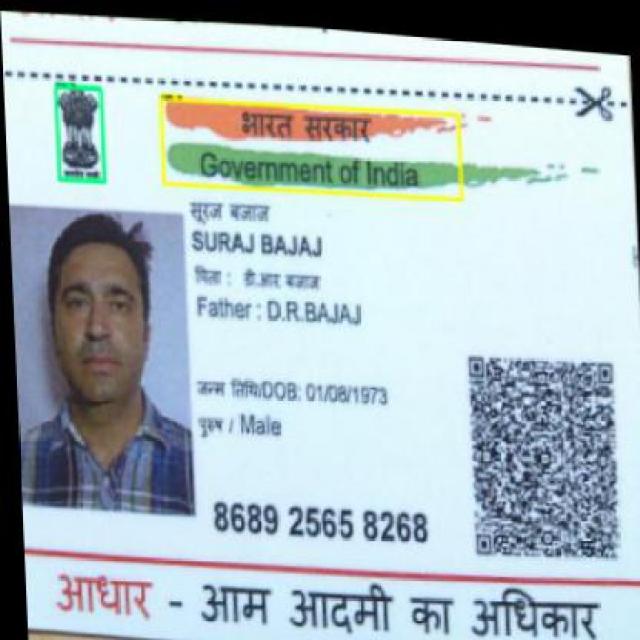 भारत सरकार
Government of India
सूरज बजाज
SURAJ BAJAJ
पिता : डी.आर बजाज
Father : D.R.BAJAJ
जन्म तिथि/DOB: 01/08/1973
पुरुष / Male
8689 2565 8268
आधार - आम आदमी का अधिकार